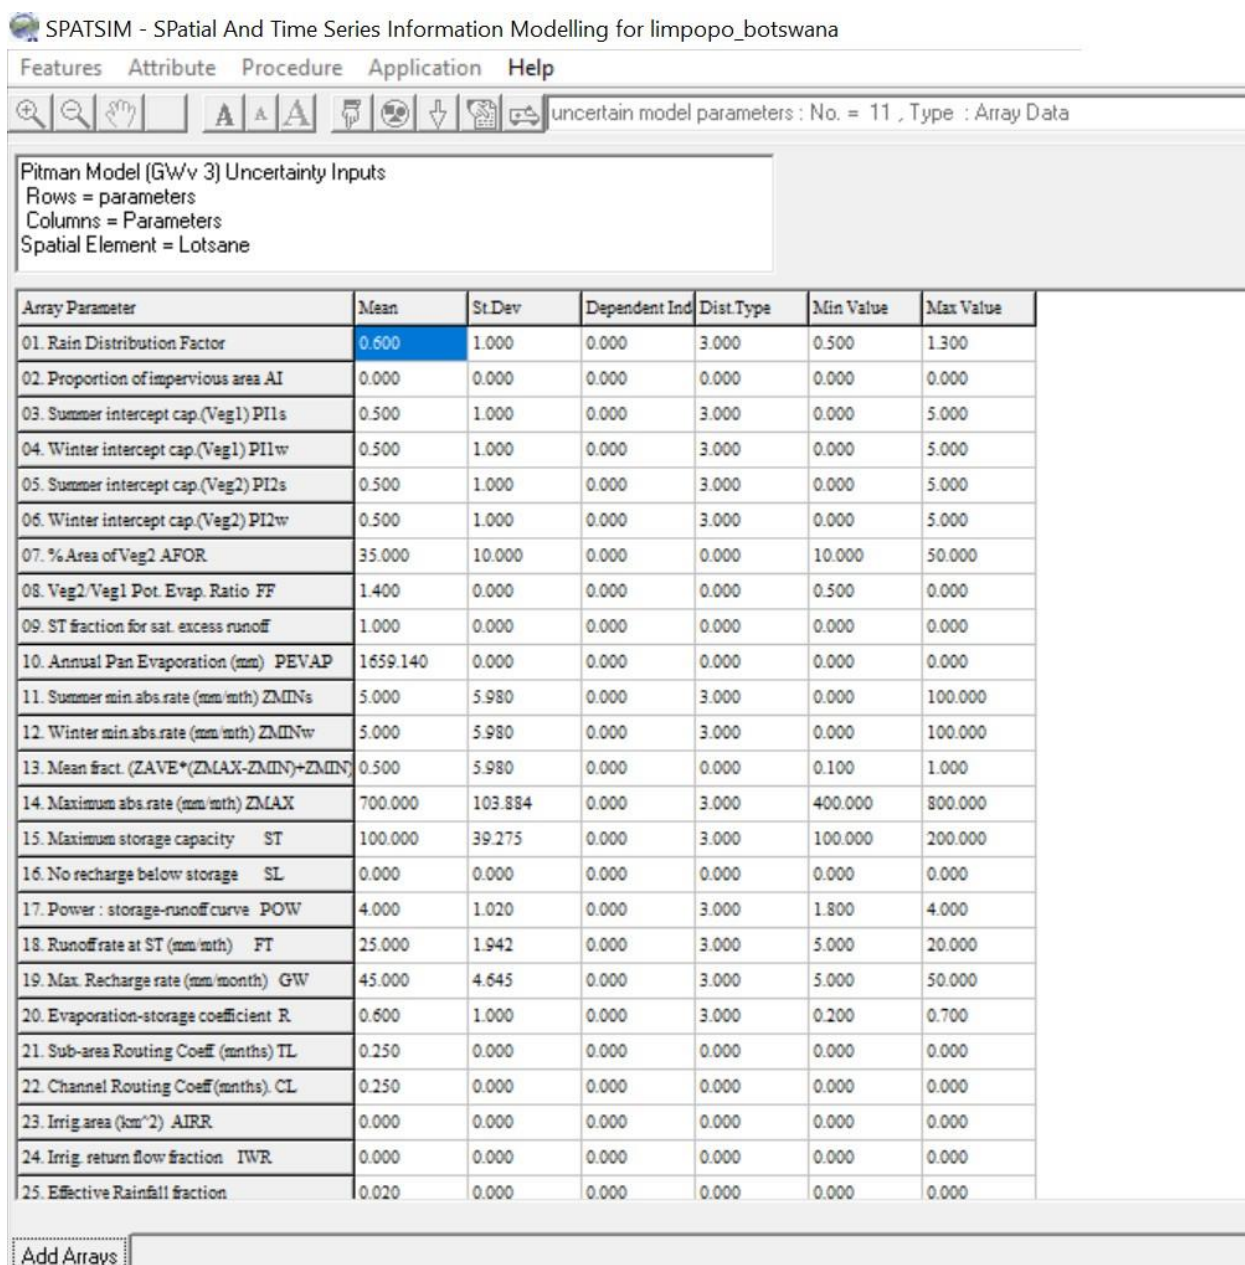 SPATSIM - SPatial And Time Series Information Modelling for limpopo_botswana
Features Attribute Procedure Application Help
A A A uncertain model parameters : No. = 11 , Type : Array Data
Pitman Model (GWv 3) Uncertainty Inputs
Rows = parameters
Columns = Parameters
Spatial Element = Lotsane
Array Parameter Mean St.Dev Dependent Ind Dist.Type Min Value Max Value
01. Rain Distribution Factor 0.600 1.000 0.000 3.000 0.500 1.300
02. Proportion of impervious area AI 0.000 0.000 0.000 0.000 0.000 0.000
03. Summer intercept cap.(Veg1) PI1s 0.500 1.000 0.000 3.000 0.000 5.000
04. Winter intercept cap.(Veg1) PI1w 0.500 1.000 0.000 3.000 0.000 5.000
05. Summer intercept cap.(Veg2) PI2s 0.500 1.000 0.000 3.000 0.000 5.000
06. Winter intercept cap.(Veg2) PI2w 0.500 1.000 0.000 3.000 0.000 5.000
07. % Area of Veg2 AFOR 35.000 10.000 0.000 0.000 10.000 50.000
08. Veg2/Veg1 Pot. Evap. Ratio FF 1.400 0.000 0.000 0.000 0.500 0.000
09. ST fraction for sat. excess runoff 1.000 0.000 0.000 0.000 0.000 0.000
10. Annual Pan Evaporation (mm) PEVAP 1659.140 0.000 0.000 0.000 0.000 0.000
11. Summer min.abs.rate (mm/mth) ZMINs 5.000 5.980 0.000 3.000 0.000 100.000
12. Winter min.abs.rate (mm/mth) ZMINw 5.000 5.980 0.000 3.000 0.000 100.000
13. Mean fract. (ZAVE*(ZMAX-ZMIN)+ZMIN) 0.500 5.980 0.000 0.000 0.100 1.000
14. Maximum abs.rate (mm/mth) ZMAX 700.000 103.884 0.000 3.000 400.000 800.000
15. Maximum storage capacity ST 100.000 39.275 0.000 3.000 100.000 200.000
16. No recharge below storage SL 0.000 0.000 0.000 0.000 0.000 0.000
17. Power : storage-runoff curve POW 4.000 1.020 0.000 3.000 1.800 4.000
18. Runoff rate at ST (mm/mth) FT 25.000 1.942 0.000 3.000 5.000 20.000
19. Max. Recharge rate (mm/month) GW 45.000 4.645 0.000 3.000 5.000 50.000
20. Evaporation-storage coefficient R 0.600 1.000 0.000 3.000 0.200 0.700
21. Sub-area Routing Coeff (mnths) TL 0.250 0.000 0.000 0.000 0.000 0.000
22. Channel Routing Coeff(mnths). CL 0.250 0.000 0.000 0.000 0.000 0.000
23. Irrig.area (km^2) AIRR 0.000 0.000 0.000 0.000 0.000 0.000
24. Irrig. return flow fraction IWR 0.000 0.000 0.000 0.000 0.000 0.000
25. Effective Rainfall fraction 0.020 0.000 0.000 0.000 0.000 0.000
Add Arrays